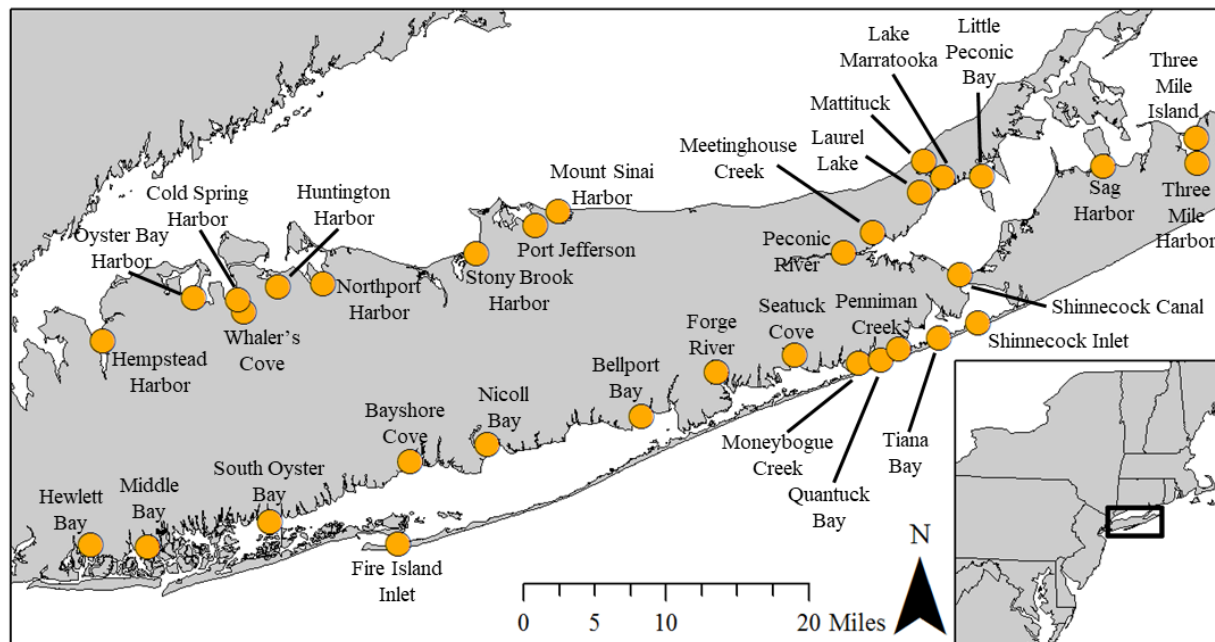 Lake
Marratooka
Little
Peconic
Bay
Three
Mile
Island
Mattituck
Laurel
Lake
Meetinghouse
Creek
Mount Sinai
Harbor
Cold Spring
Harbor
Huntington
Harbor
Oyster Bay
Harbor
Sag
Harbor
Three
Mile
Harbor
Port Jefferson
Peconic
River
Stony Brook
Harbor
Northport
Harbor
Whaler's
Cove
Hempstead
Harbor
Seatuck
Cove
Penniman
Creek
Shinnecock Canal
Forge
River
Shinnecock Inlet
Bellport
Bay
Nicoll
Bay
Bayshore
Cove
Moneybogue
Creek
Tiana
Bay
Quantuck
Bay
South Oyster
Bay
Middle
Bay
Hewlett
Bay
Fire Island
Inlet
N
0 5 10 20 Miles